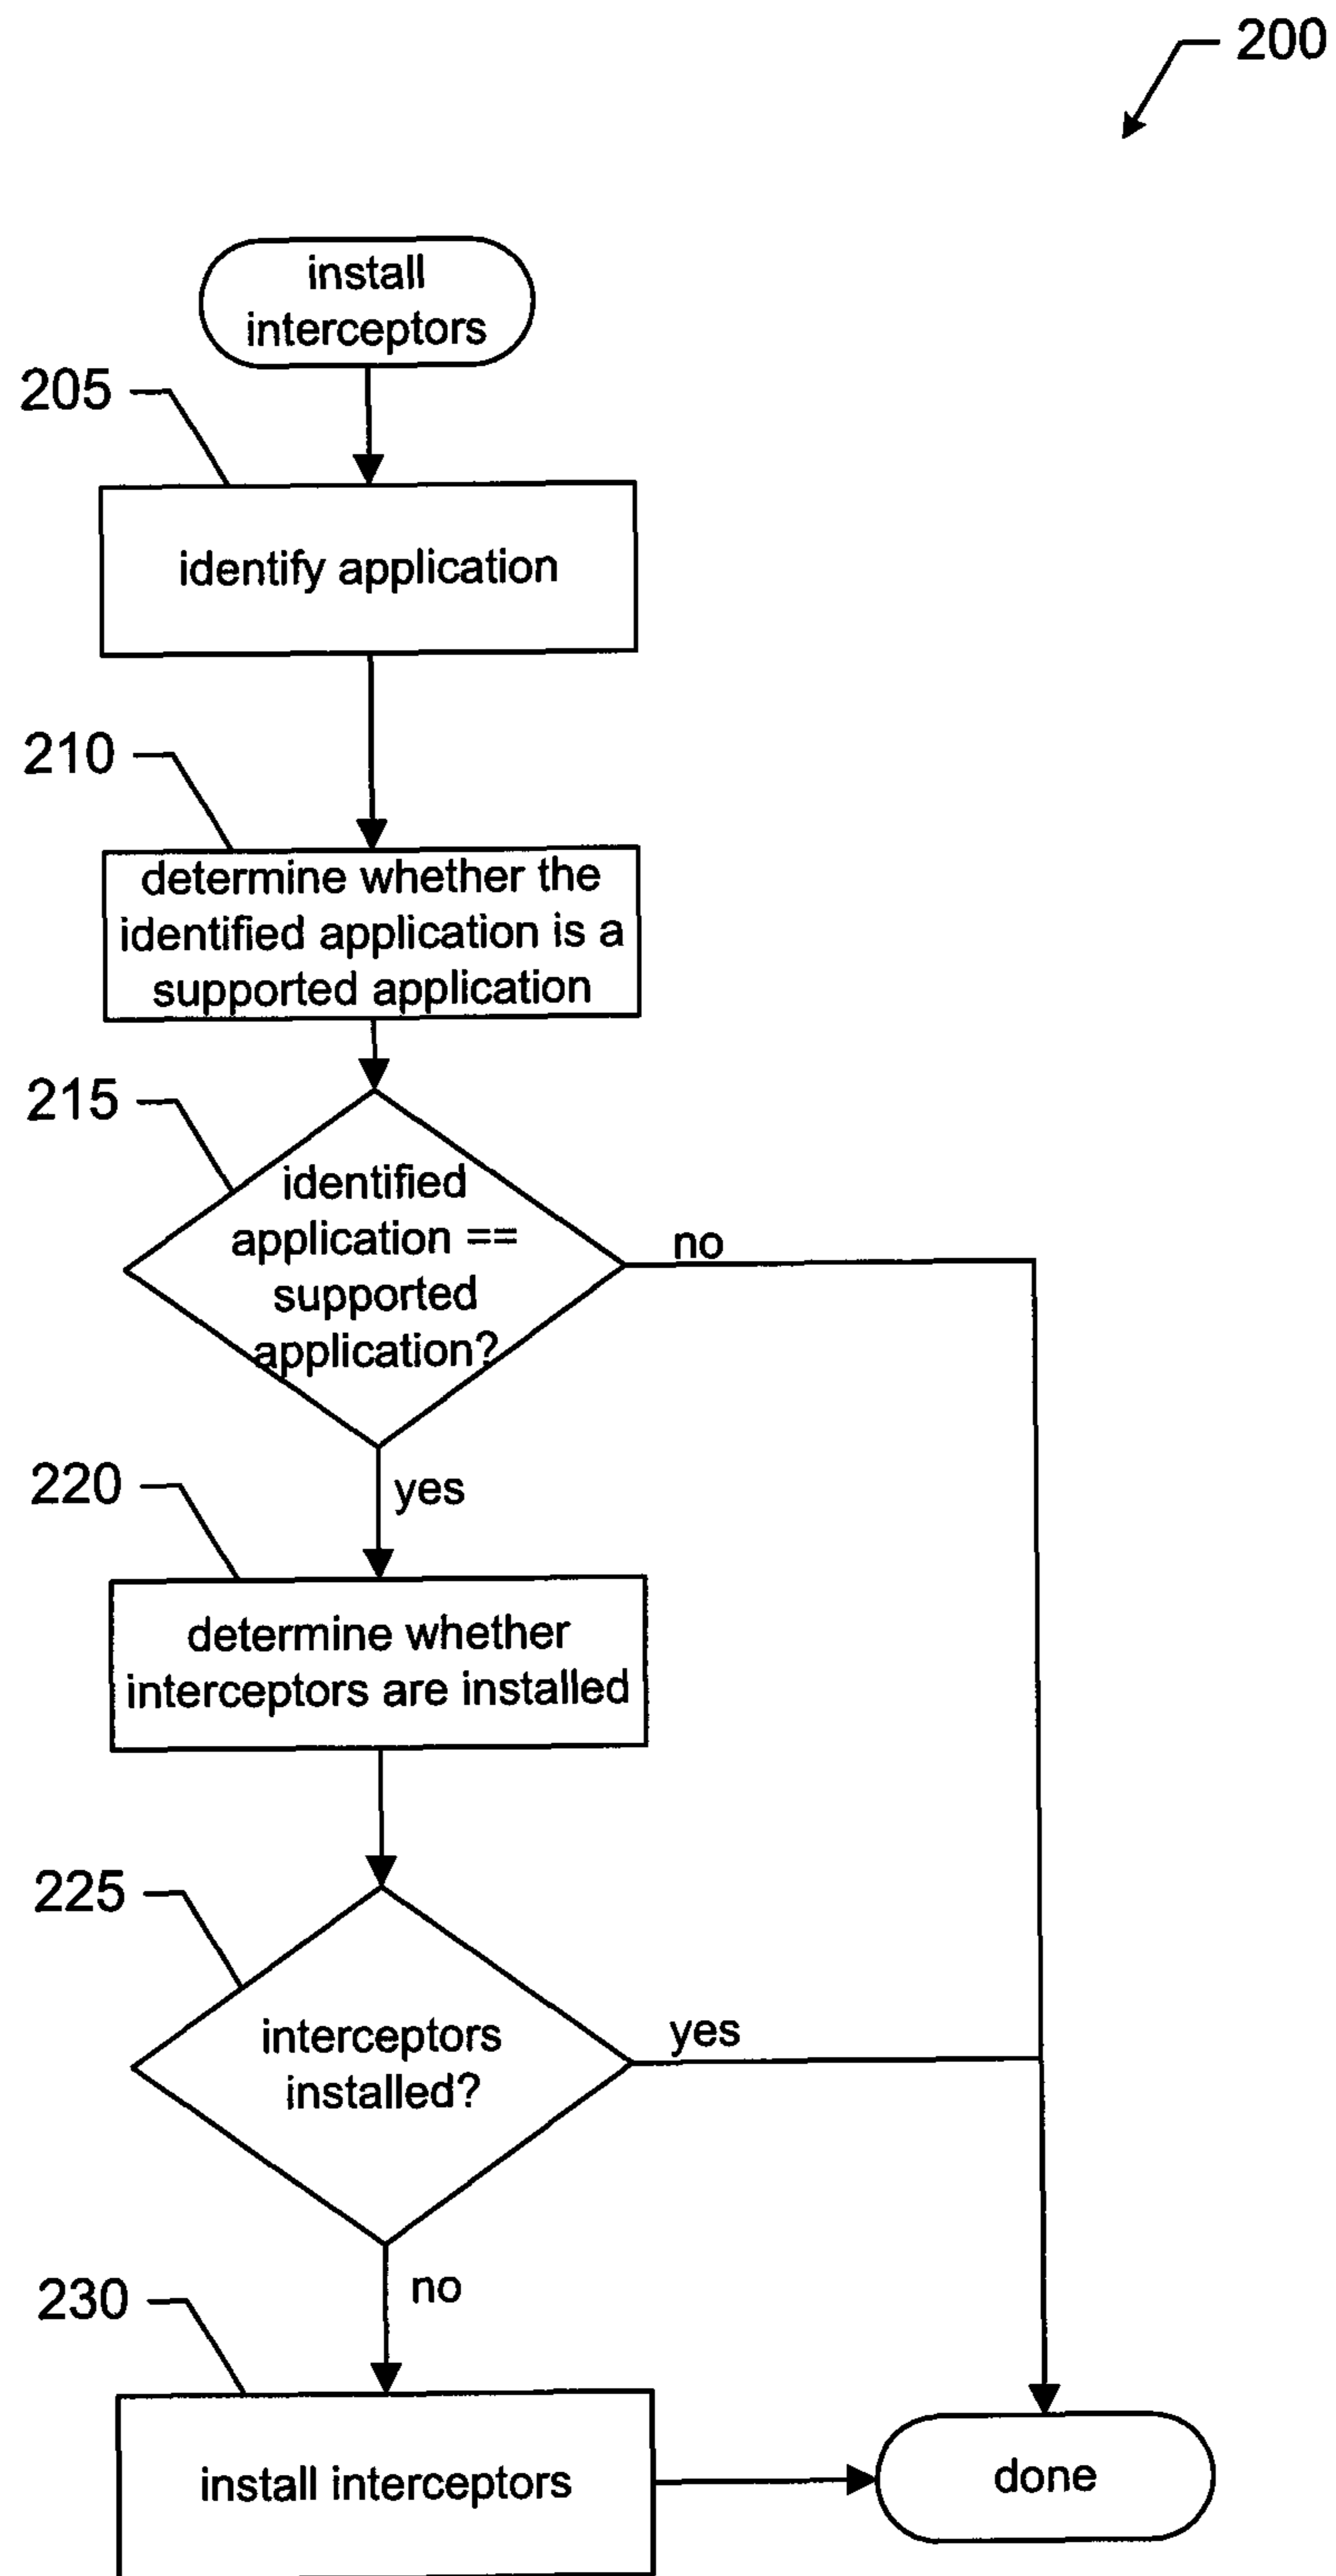 200
install
interceptors
205
identify application
210
determine whether the
identified application is a
supported application
215
identified
application ==
supported
application?
no
yes
220
determine whether
interceptors are installed
225
interceptors
installed?
yes
no
230
install interceptors
done